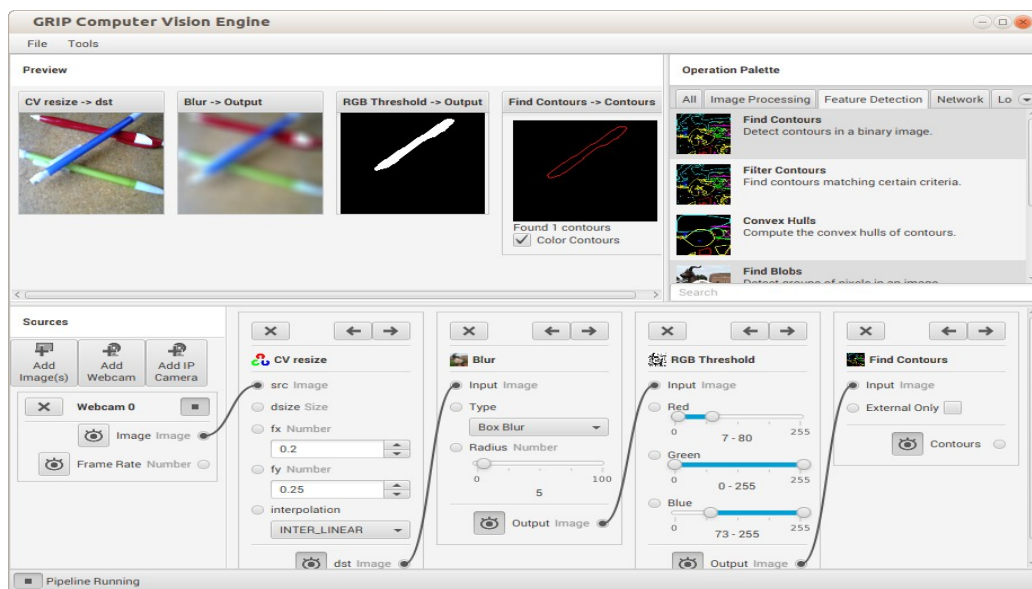 GRIP Computer Vision Engine
File Tools
Preview
CV resize -> dst
Blur -> Output
RGB Threshold -> Output
Find Contours -> Contours
Found 1 contours
Color Contours
Operation Palette
All Image Processing Feature Detection Network Lo
Find Contours
Detect contours in a binary image.
Filter Contours
Find contours matching certain criteria.
Convex Hulls
Compute the convex hulls of contours.
Find Blobs
Detect groups of pixels in an image.
Search
Sources
Add Image(s)
Add Webcam
Add IP Camera
Webcam 0
Image Image
Frame Rate Number
CV resize
src Image
dsize Size
fx Number
0.2
fy Number
0.25
interpolation
INTER_LINEAR
dst Image
Blur
Input Image
Type
Box Blur
Radius Number
0 100
5
Output Image
RGB Threshold
Input Image
Red
0 255
7 - 80
Green
0 255
0 - 255
Blue
0 255
73 - 255
Output Image
Find Contours
Input Image
External Only
Contours
Pipeline Running